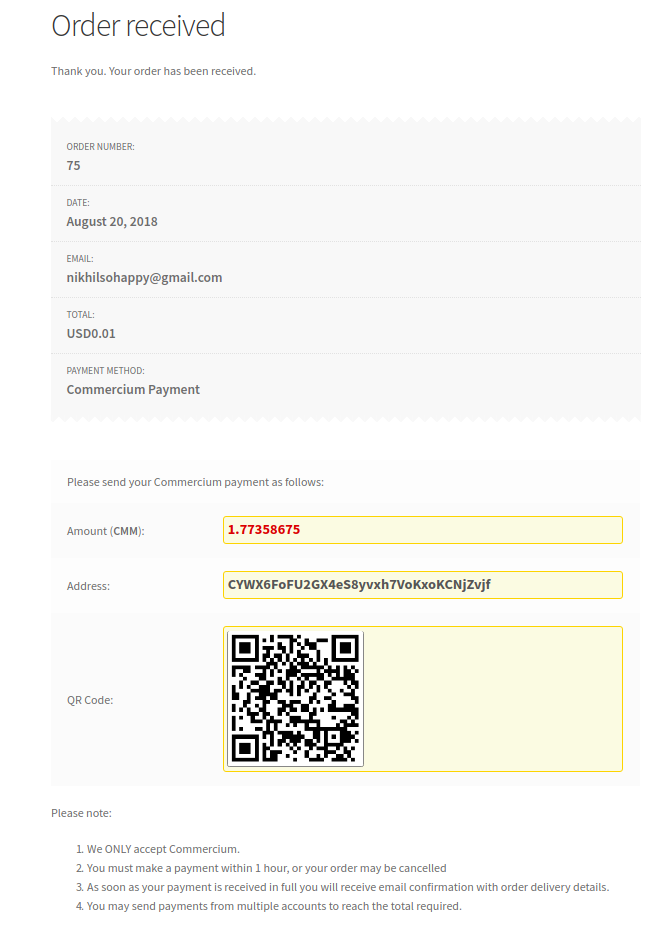 Order received
Thank you. Your order has been received.
ORDER NUMBER:
75
DATE:
August 20, 2018
EMAIL:
nikhilsohappy@gmail.com
TOTAL:
USD0.01
PAYMENT METHOD:
Commercium Payment
Please send your Commercium payment as follows:
Amount (CMM):
1.77358675
Address:
CYWX6FoFU2GX4eS8yvxh7VoKxoKCNjZvjf
QR Code:
Please note:
1. We ONLY accept Commercium.
2. You must make a payment within 1 hour, or your order may be cancelled
3. As soon as your payment is received in full you will receive email confirmation with order delivery details.
4. You may send payments from multiple accounts to reach the total required.